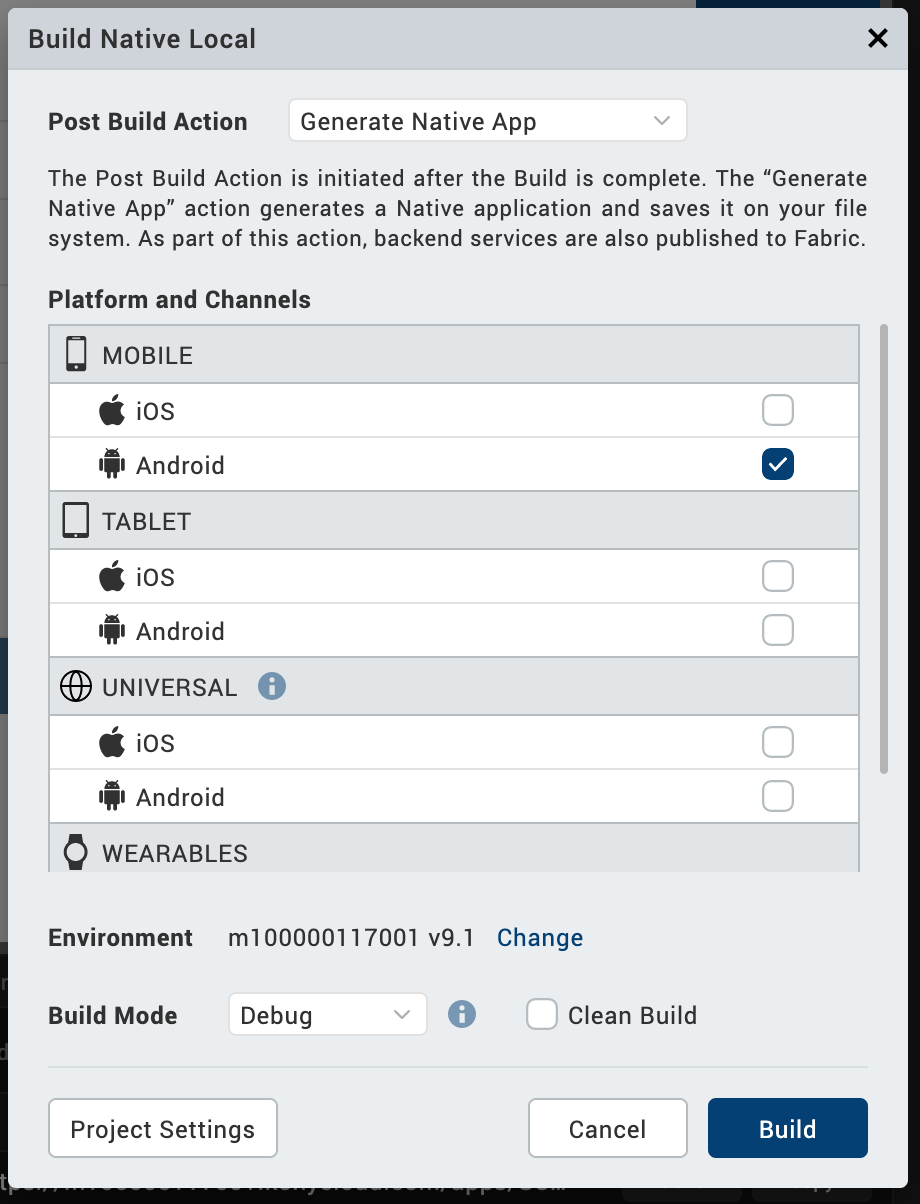 Build Native Local
Post Build Action
Generate Native App
The Post Build Action is initiated after the Build is complete. The “Generate
Native App” action generates a Native application and saves it on your file
system. As part of this action, backend services are also published to Fabric.
Platform and Channels
MOBILE
iOS
Android
TABLET
iOS
Android
UNIVERSAL
iOS
Android
WEARABLES
Environment m100000117001 v9.1 Change
Build Mode Debug Clean Build
Project Settings Cancel Build